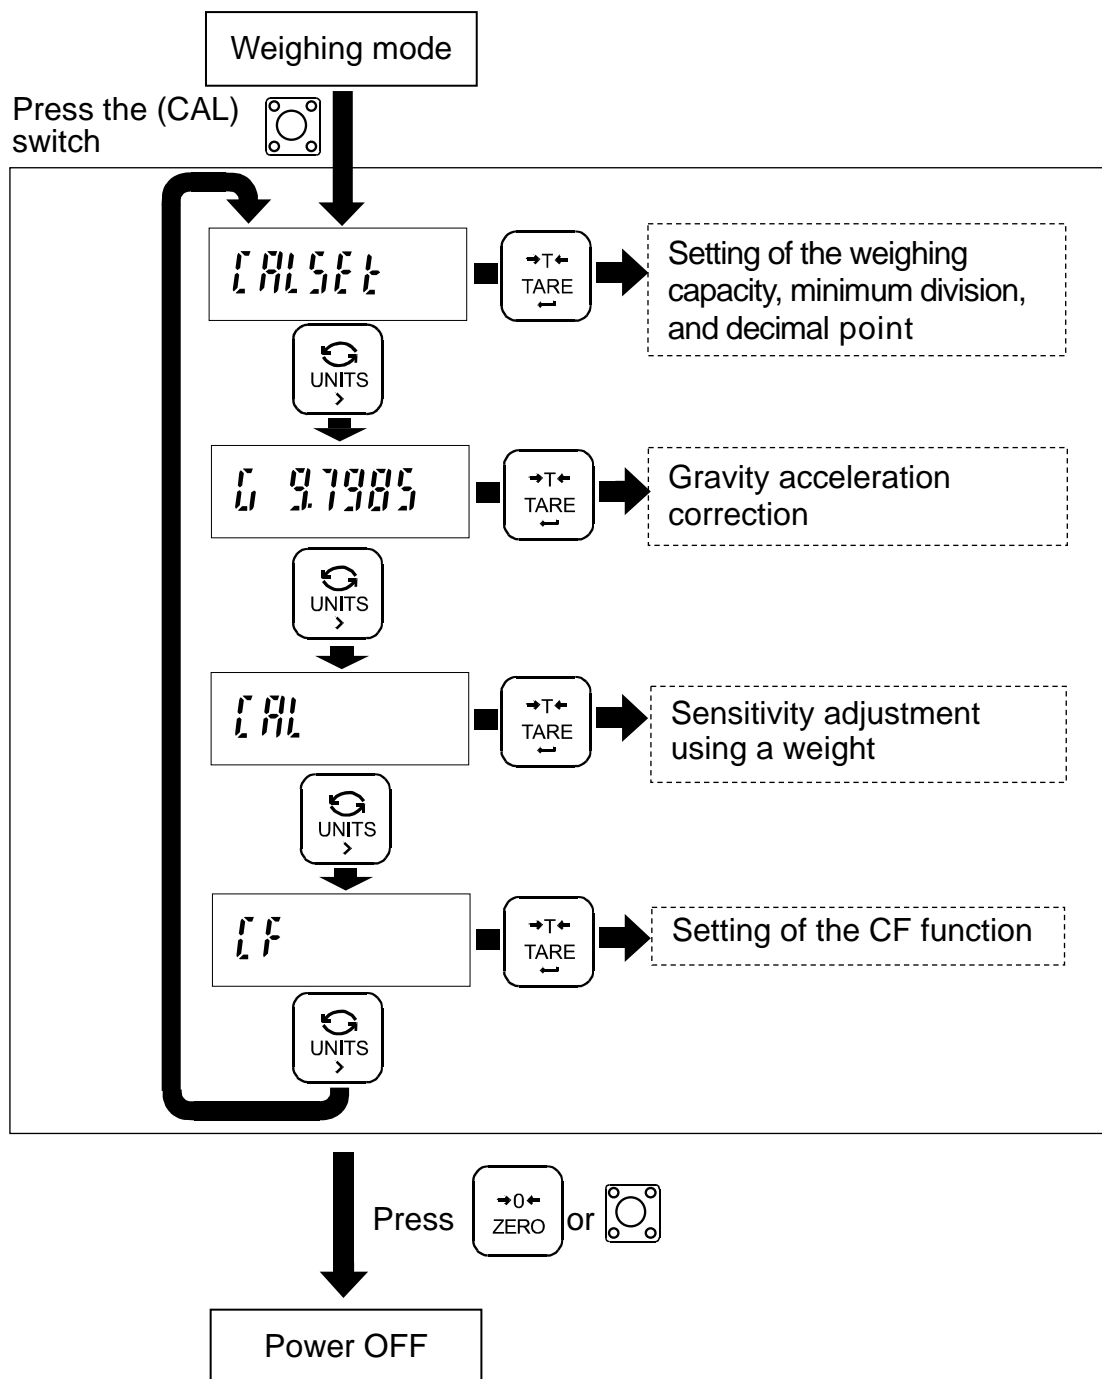 Weighing mode
Press the (CAL)
switch
CALSEt
→T←
TARE
Setting of the weighing
capacity, minimum division,
and decimal point
UNITS
>
G 9.7985
→T←
TARE
Gravity acceleration
correction
UNITS
>
CAL
→T←
TARE
Sensitivity adjustment
using a weight
UNITS
>
CF
→T←
TARE
Setting of the CF function
UNITS
>
Press →0← ZERO or
Power OFF